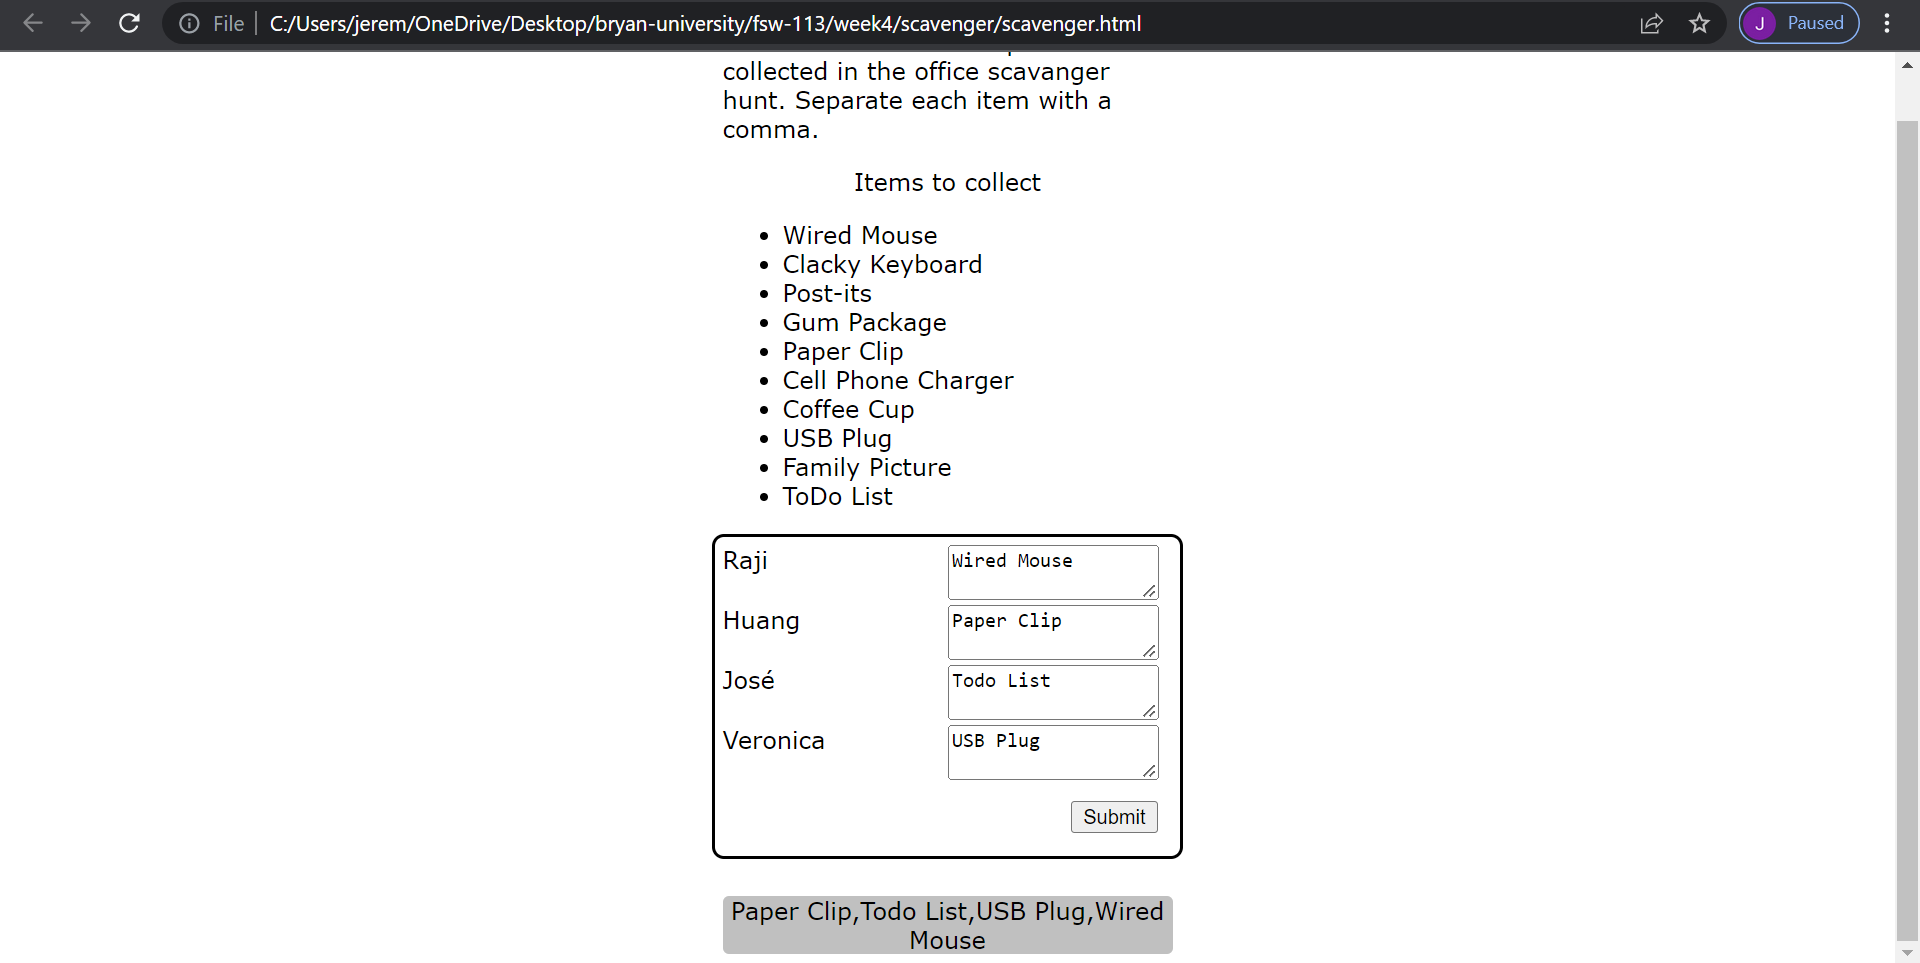 File
C:/Users/jerem/OneDrive/Desktop/bryan-university/fsw-113/week4/scavenger/scavenger.html
J Paused
collected in the office scavanger
hunt. Separate each item with a
comma.
Items to collect
Wired Mouse
Clacky Keyboard
Post-its
Gum Package
Paper Clip
Cell Phone Charger
Coffee Cup
USB Plug
Family Picture
ToDo List
Raji Wired Mouse
Huang Paper Clip
José Todo List
Veronica USB Plug
Submit
Paper Clip,Todo List,USB Plug,Wired
Mouse